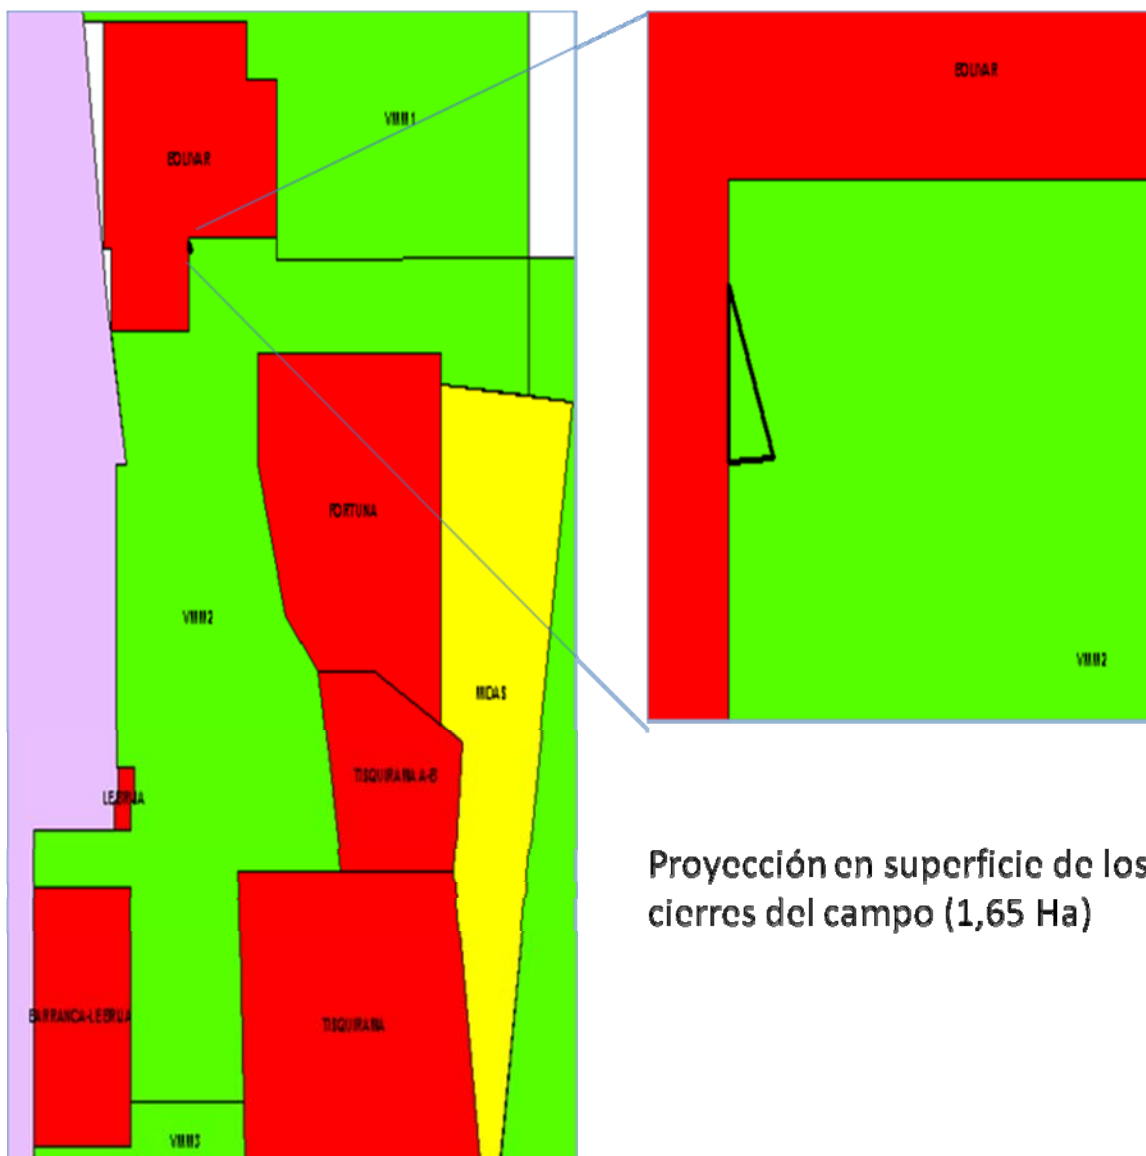 BOLIVAR
VMM1
BOLIVAR
FORTUNA
VMM2
MIDAS
VMM2
TISQUIRAMA A-B
LEBRIJA
Proyección en superficie de los
cierres del campo (1,65 Ha)
BARRANCA-LEBRIJA
TISQUIRAMA
VMM3